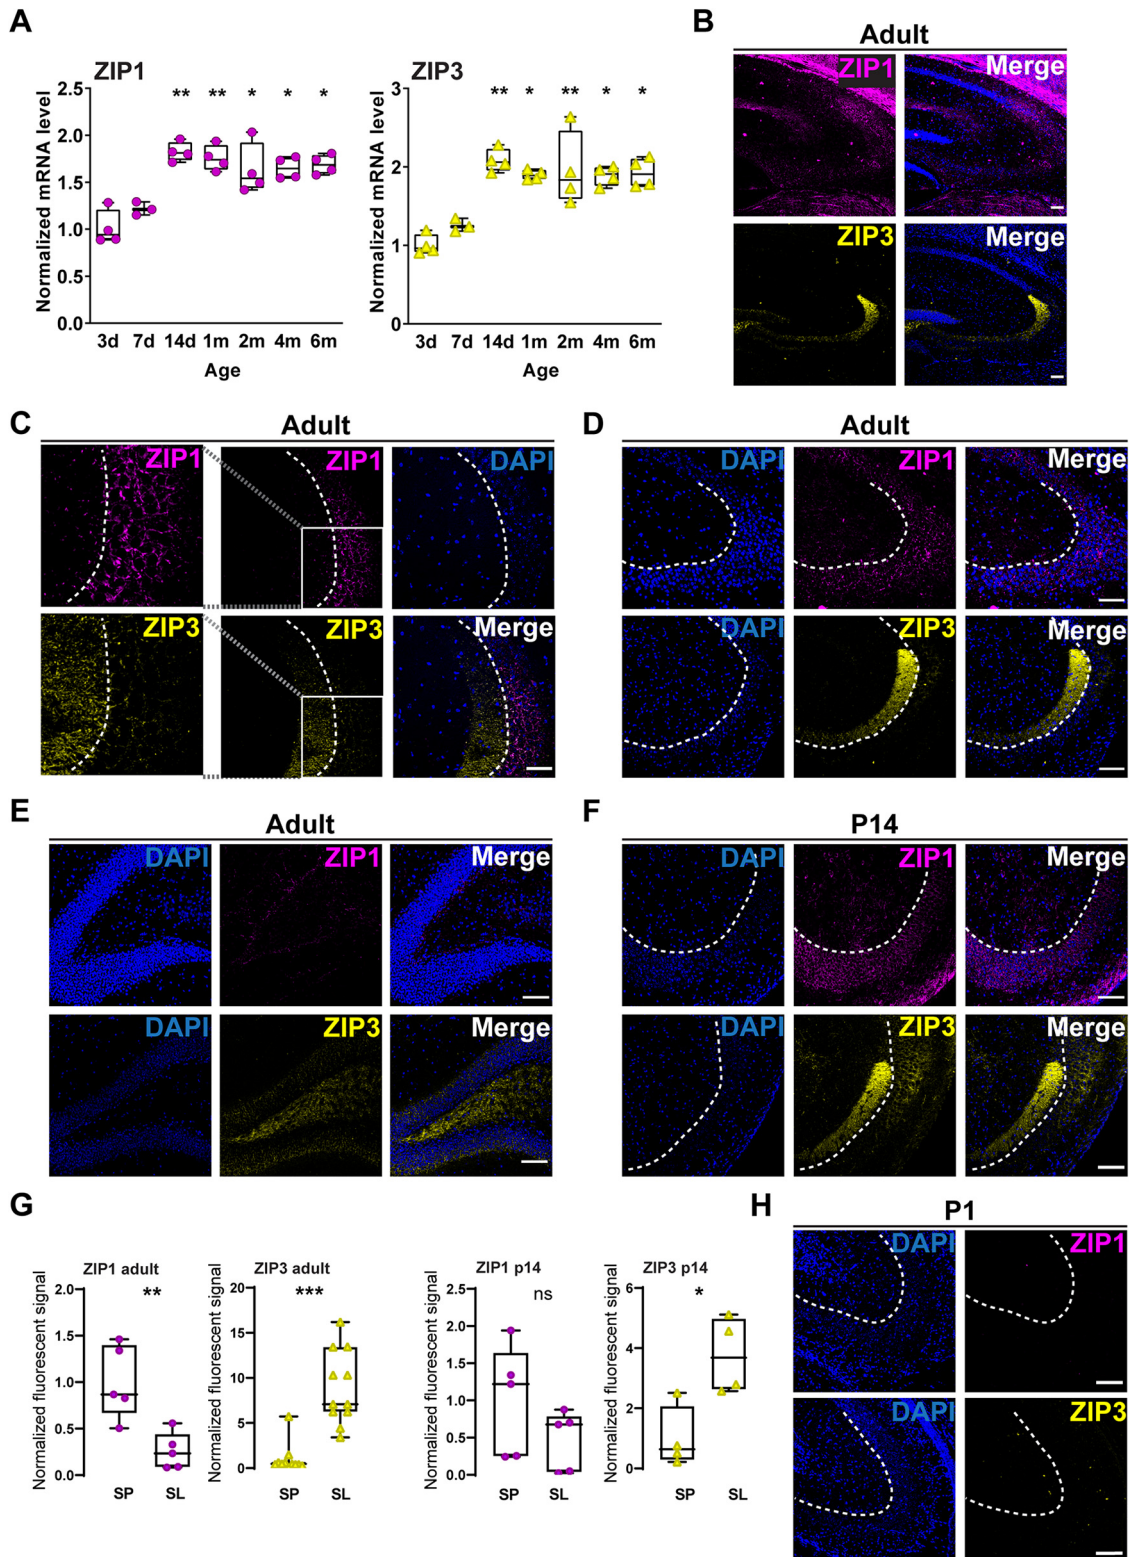 A
ZIP1
Normalized mRNA level
2.5
2.0
1.5
1.0
0.5
0.0
** ** * * *
3d 7d 14d 1m 2m 4m 6m
Age
ZIP3
Normalized mRNA level
3
2
1
0
** * ** * *
3d 7d 14d 1m 2m 4m 6m
Age
B
Adult
ZIP1 Merge
ZIP3 Merge
C
Adult
ZIP1 ZIP1 DAPI
ZIP3 ZIP3 Merge
D
Adult
DAPI ZIP1 Merge
DAPI ZIP3 Merge
E
Adult
DAPI ZIP1 Merge
DAPI ZIP3 Merge
F
P14
DAPI ZIP1 Merge
DAPI ZIP3 Merge
G
ZIP1 adult
Normalized fluorescent signal
2.0
1.5
1.0
0.5
0.0
**
SP SL
ZIP3 adult
Normalized fluorescent signal
20
15
10
5
0
***
SP SL
ZIP1 p14
Normalized fluorescent signal
2.5
2.0
1.5
1.0
0.5
0.0
ns
SP SL
ZIP3 p14
Normalized fluorescent signal
6
4
2
0
*
SP SL
H
P1
DAPI ZIP1
DAPI ZIP3